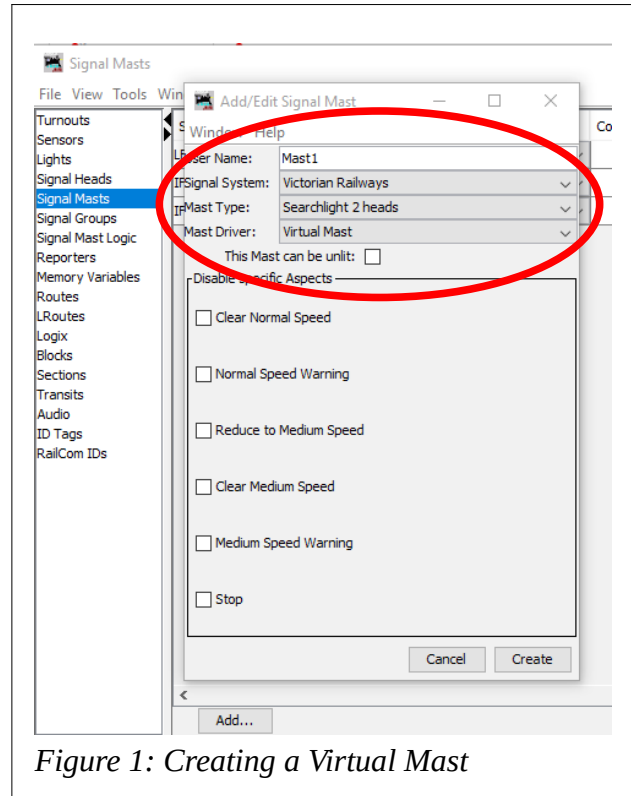 Signal Masts
File View Tools Win
Add/Edit Signal Mast
Window Help
Co
Turnouts
Sensors
Lights
Signal Heads
Signal Masts
Signal Groups
Signal Mast Logic
Reporters
Memory Variables
Routes
LRoutes
Logix
Blocks
Sections
Transits
Audio
ID Tags
RailCom IDs
User Name: Mast1
Signal System: Victorian Railways
Mast Type: Searchlight 2 heads
Mast Driver: Virtual Mast
This Mast can be unlit:
Disable Specific Aspects
Clear Normal Speed
Normal Speed Warning
Reduce to Medium Speed
Clear Medium Speed
Medium Speed Warning
Stop
Cancel Create
Add...
Figure 1: Creating a Virtual Mast